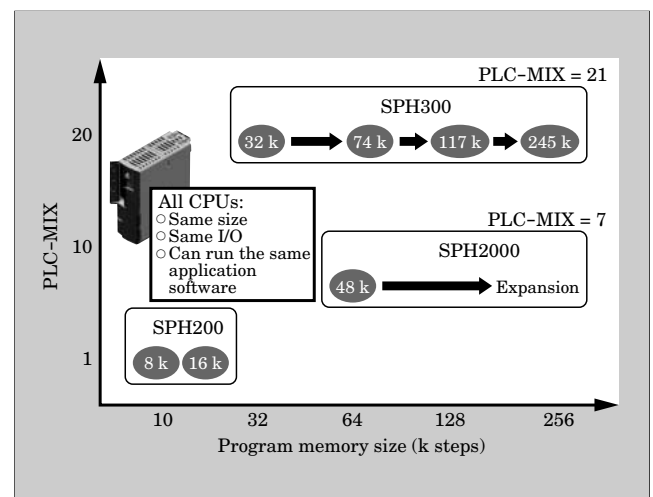 PLC-MIX = 21
SPH300
32 k 74 k 117 k 245 k
20
All CPUs:
○ Same size
○ Same I/O
○ Can run the same
application
software
PLC-MIX = 7
SPH2000
48 k Expansion
10
PLC-MIX
SPH200
8 k 16 k
1
10 32 64 128 256
Program memory size (k steps)